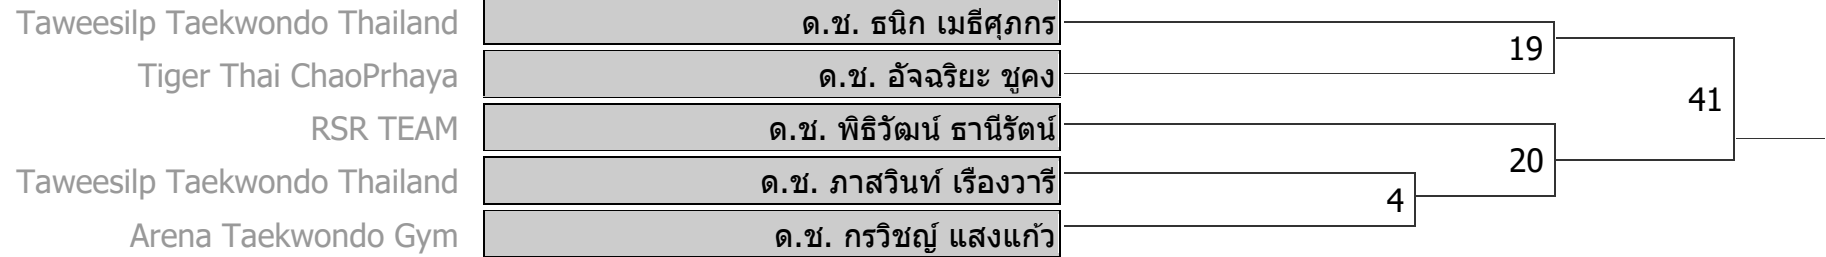 Taweesilp Taekwondo Thailand ด.ช. ธนิก เมธีศุภกร
19
Tiger Thai ChaoPrhaya ด.ช. อัจฉริยะ ชูคง
41
RSR TEAM ด.ช. พิธิวัฒน์ ธานีรัตน์
20
Taweesilp Taekwondo Thailand ด.ช. ภาสวินท์ เรืองวารี
4
Arena Taekwondo Gym ด.ช. กรวิชญ์ แสงแก้ว